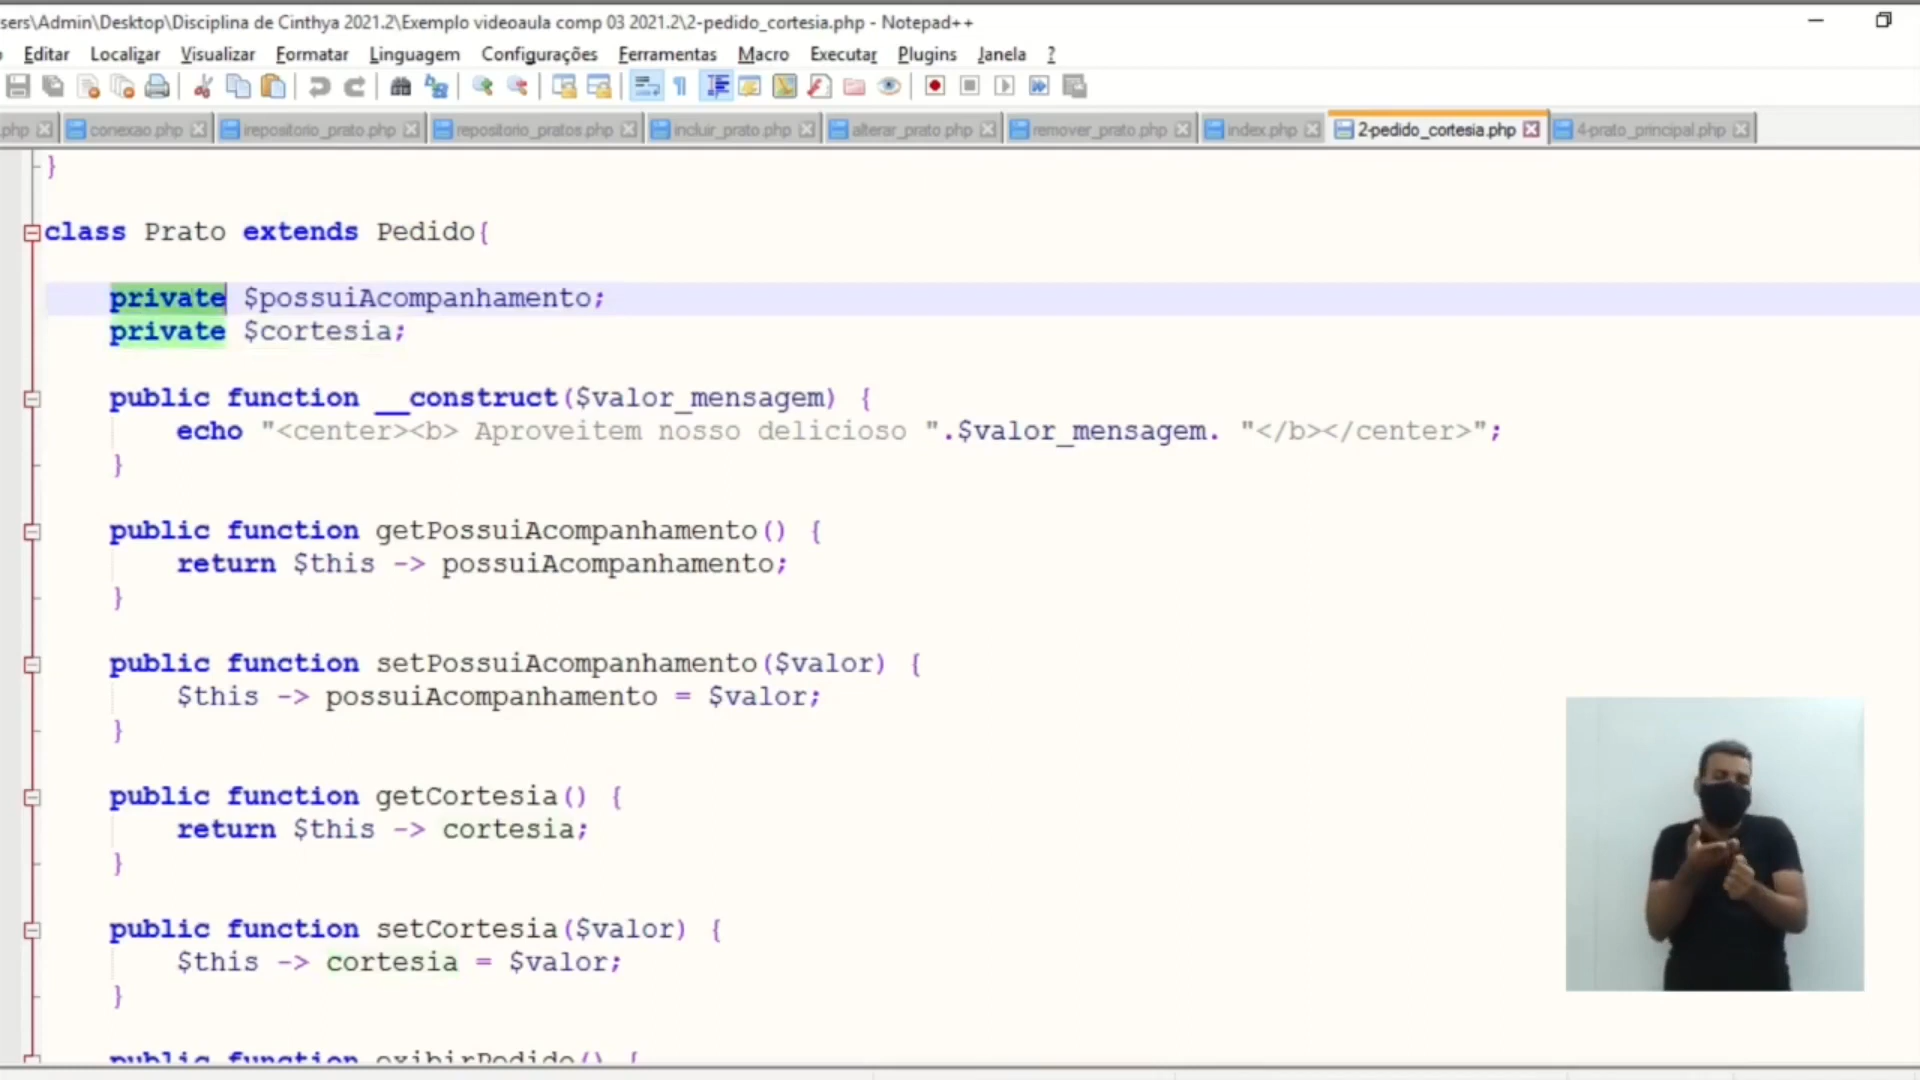 sers\Admin\Desktop\Disciplina de Cinthya 2021.2\Exemplo videoaula comp 03 2021.2\2-pedido_cortesia.php - Notepad++
Editar Localizar Visualizar Formatar Linguagem Configurações Ferramentas Macro Executar Plugins Janela ?
.php conexao.php irepositorio_prato.php repositorio_pratos.php incluir_prato.php alterar_prato.php remover_prato.php index.php 2-pedido_cortesia.php 4-prato_principal.php
}
class Prato extends Pedido{
private $possuiAcompanhamento;
private $cortesia;
public function __construct($valor_mensagem) {
echo "<center><b> Aproveitem nosso delicioso ".$valor_mensagem. "</b></center>";
}
public function getPossuiAcompanhamento() {
return $this -> possuiAcompanhamento;
}
public function setPossuiAcompanhamento($valor) {
$this -> possuiAcompanhamento = $valor;
}
public function getCortesia() {
return $this -> cortesia;
}
public function setCortesia($valor) {
$this -> cortesia = $valor;
}
public function exibirPedido() {